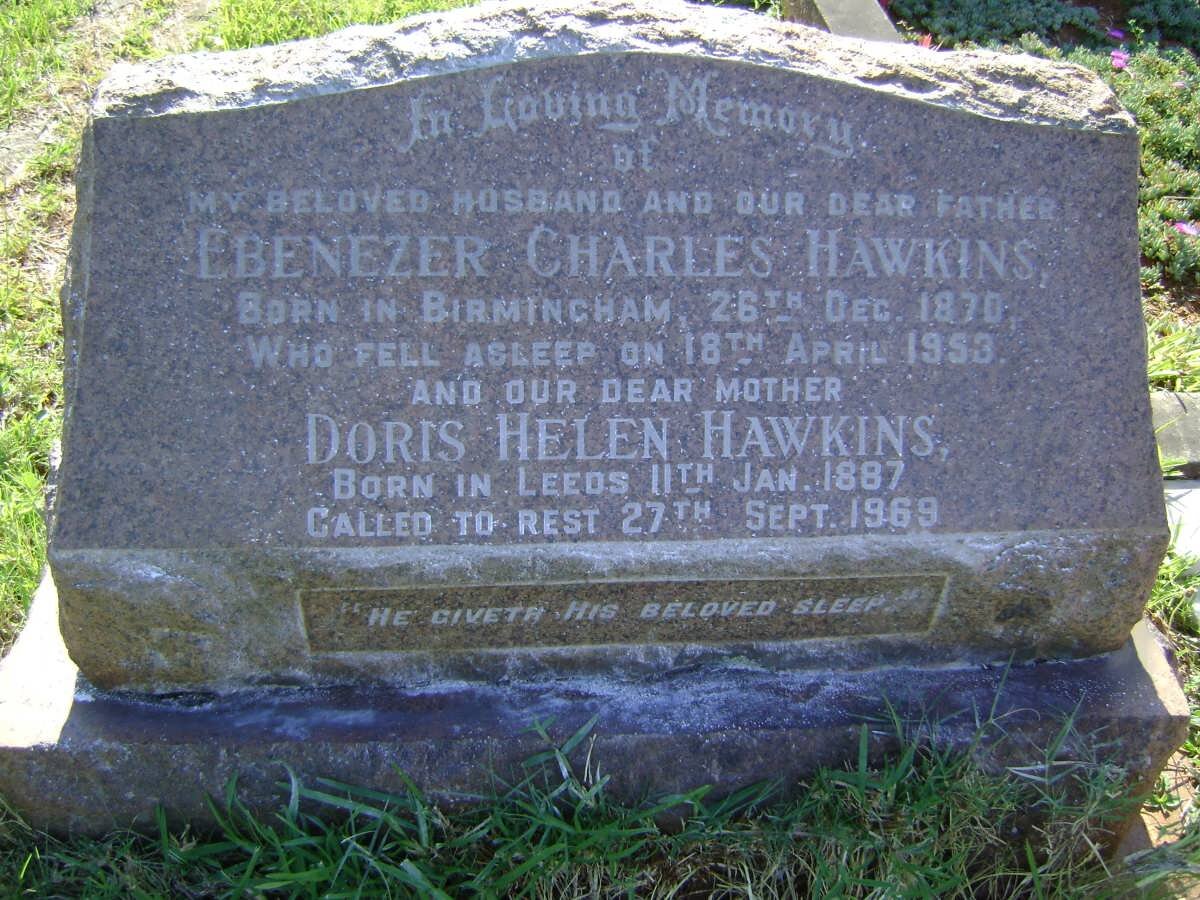 In Loving Memory
of
MY BELOVED HUSBAND AND OUR DEAR FATHER
EBENEZER CHARLES HAWKINS,
BORN IN BIRMINGHAM, 26TH DEC. 1870,
WHO FELL ASLEEP ON 18TH APRIL 1953.
AND OUR DEAR MOTHER
DORIS HELEN HAWKINS,
BORN IN LEEDS 11TH JAN. 1887
CALLED TO REST 27TH SEPT. 1969
"HE GIVETH HIS BELOVED SLEEP."